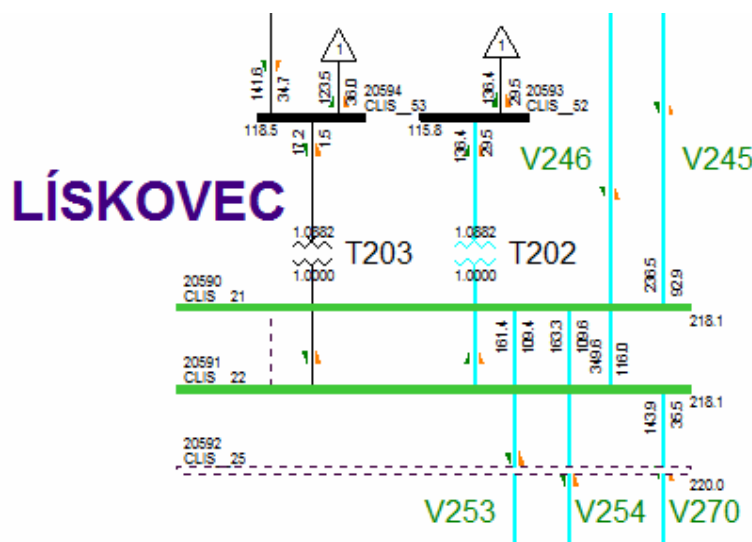 1
1
141.6
34.7
123.5
36.0
20594
CLIS__53
136.4
29.5
20593
CLIS__52
118.5
115.8
17.2
1.5
136.4
29.5
V246
V245
LÍSKOVEC
1.0882
1.0000
T203
1.0882
1.0000
T202
236.5
92.9
20590
CLIS__21
218.1
161.4
109.4
163.3
109.6
349.6
116.0
20591
CLIS__22
218.1
143.9
35.5
20592
CLIS__25
220.0
V253
V254
V270